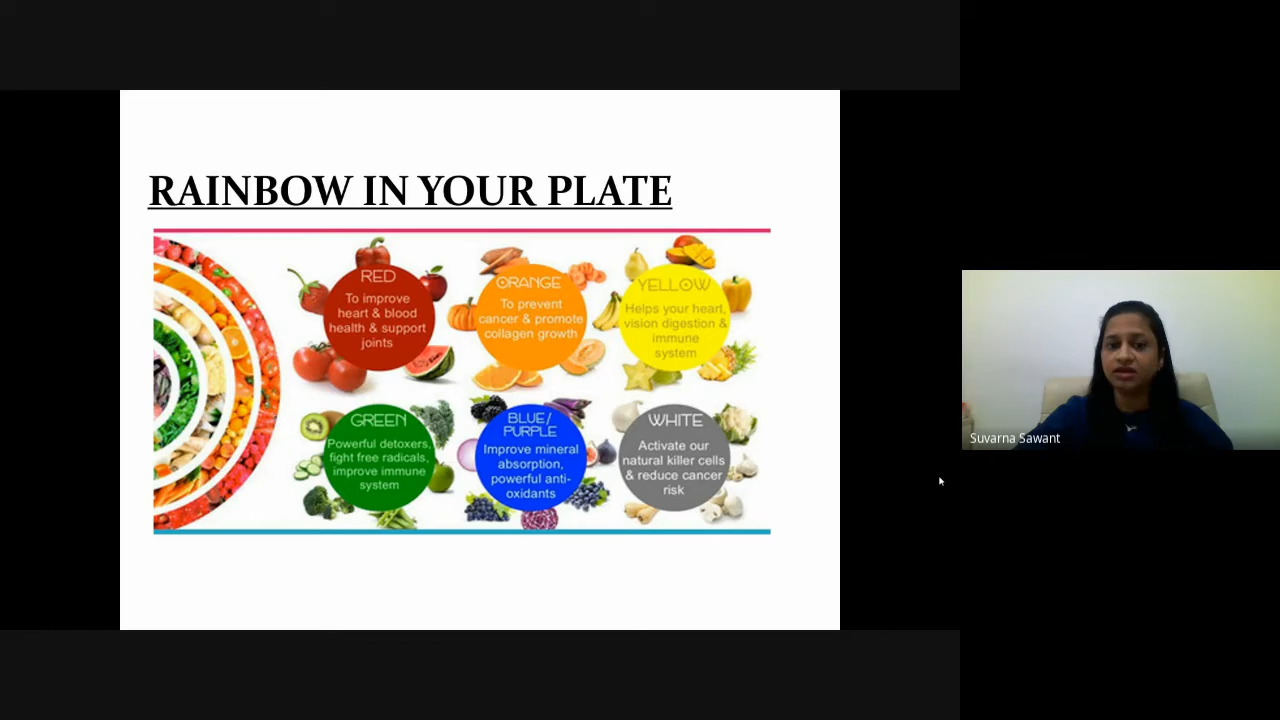 RAINBOW IN YOUR PLATE
RED
To improve
heart & blood
health & support
joints
ORANGE
To prevent
cancer & promote
collagen growth
YELLOW
Helps your heart,
vision digestion &
immune
system
GREEN
Powerful detoxers,
fight free radicals,
improve immune
system
BLUE/
PURPLE
Improve mineral
absorption,
powerful anti-
oxidants
WHITE
Activate our
natural killer cells
& reduce cancer
risk
Suvarna Sawant